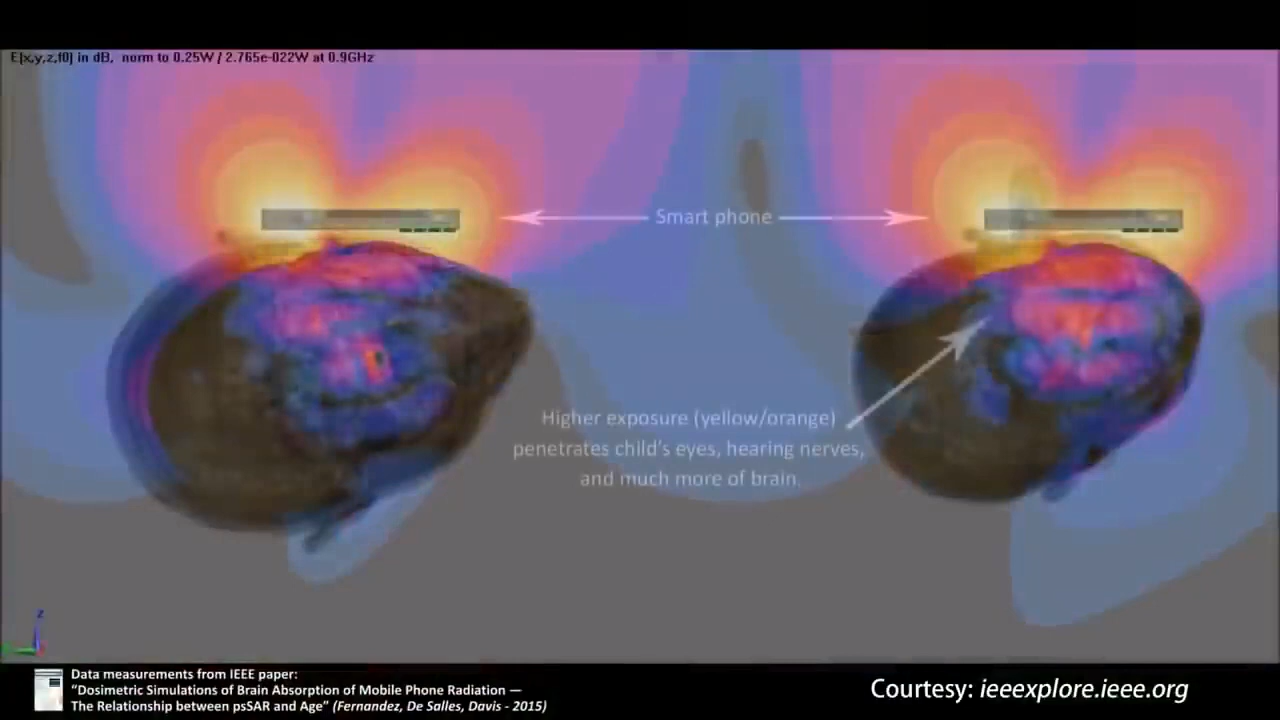 E[x,y,z,f0] in dB, norm to 0.25W / 2.765e-022W at 0.9GHz
Smart phone
Higher exposure (yellow/orange)
penetrates child's eyes, hearing nerves,
and much more of brain.
z
Data measurements from IEEE paper:
"Dosimetric Simulations of Brain Absorption of Mobile Phone Radiation —
The Relationship between psSAR and Age" (Fernandez, De Salles, Davis - 2015)
Courtesy: ieeexplore.ieee.org